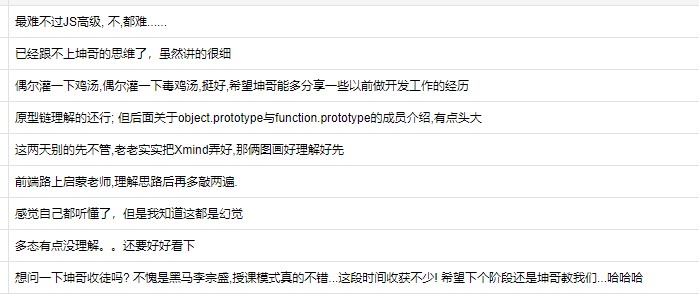 最难不过JS高级, 不,都难......
已经跟不上坤哥的思维了，虽然讲的很细
偶尔灌一下鸡汤,偶尔灌一下毒鸡汤,挺好,希望坤哥能多分享一些以前做开发工作的经历
原型链理解的还行; 但后面关于object.prototype与function.prototype的成员介绍,有点头大
这两天别的先不管,老老实实把Xmind弄好,那俩图画好理解好先
前端路上启蒙老师,理解思路后再多敲两遍.
感觉自己都听懂了，但是我知道这都是幻觉
多态有点没理解。。还要好好看下
想问一下坤哥收徒吗? 不愧是黑马李宗盛,授课模式真的不错...这段时间收获不少! 希望下个阶段还是坤哥教我们...哈哈哈